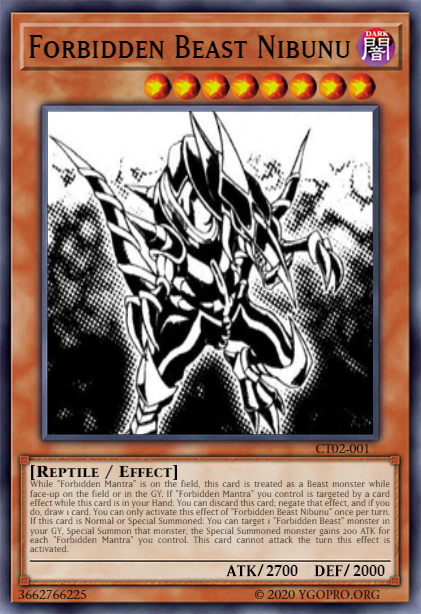 Forbidden Beast Nibunu
DARK
闇
CT02-001
[Reptile / Effect]
While "Forbidden Mantra" is on the field, this card is treated as a Beast monster while
face-up on the field or in the GY. If "Forbidden Mantra" you control is targeted by a card
effect while this card is in your Hand: You can discard this card; negate that effect, and if you
do, draw 1 card. You can only activate this effect of "Forbidden Beast Nibunu" once per turn.
If this card is Normal or Special Summoned: You can target 1 "Forbidden Beast" monster in
your GY, Special Summon that monster, the Special Summoned monster gains 200 ATK for
each "Forbidden Mantra" you control. This card cannot attack the turn this effect is
activated.
ATK/2700 DEF/2000
3662766225
© 2020 YGOPRO.ORG